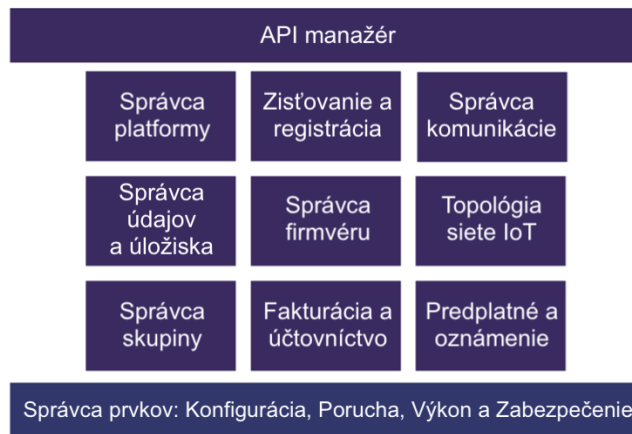 API manažér
Správca
platformy
Zisťovanie a
registrácia
Správca
komunikácie
Správca
údajov
a úložiska
Správca
firmvéru
Topológia
siete IoT
Správca
skupiny
Fakturácia a
účtovníctvo
Predplatné a
oznámenie
Správca prvkov: Konfigurácia, Porucha, Výkon a Zabezpečenie